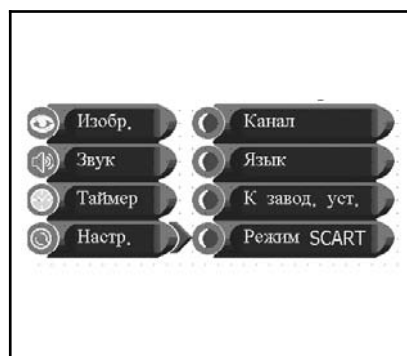 Изобр.
Звук
Таймер
Настр.
Канал
Язык
К завод. уст.
Режим SCART